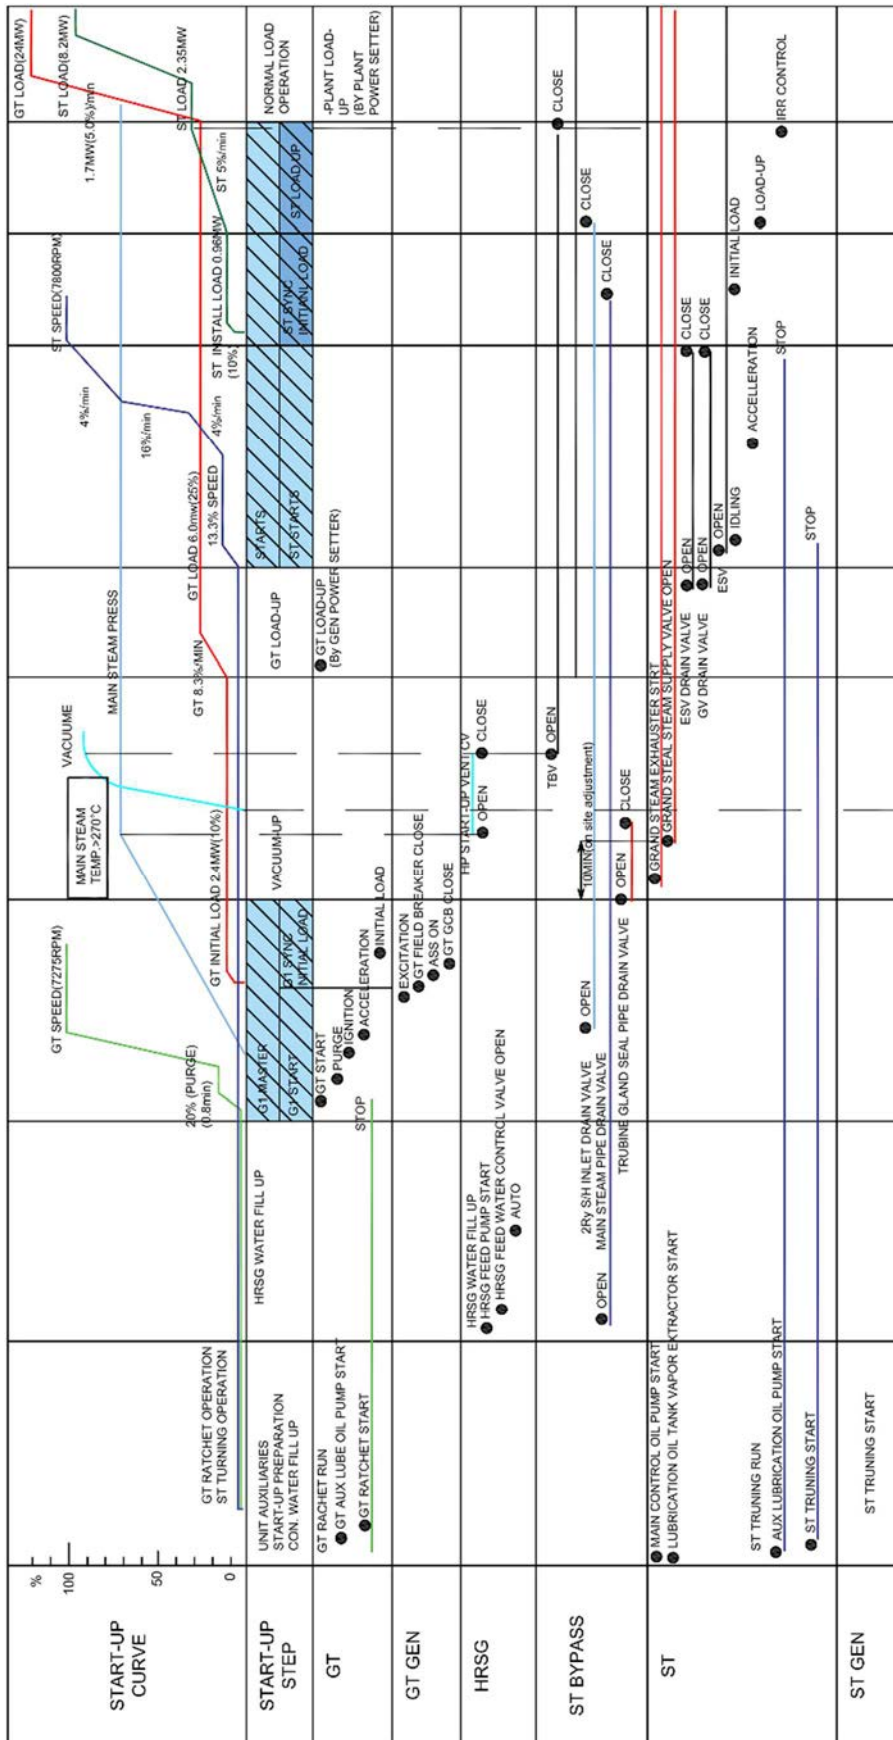 START-UP
CURVE
%
100
50
0
GT RATCHET OPERATION
ST TURNING OPERATION
20% (PURGE)
(0.8min)
GT SPEED(7275RPM)
GT INITIAL LOAD 2.4MW(10%)
MAIN STEAM
TEMP.>270°C
VACUUME
MAIN STEAM PRESS
GT 8.3%/MIN
GT LOAD 6.0mw(25%)
13.3% SPEED
4%/min
16%/min
4%/min
ST SPEED(7800RPM)
ST INSTALL LOAD 0.96MW
(10%)
ST 5%/min
1.7MW(5.0%)/min
ST LOAD 2.35MW
GT LOAD(24MW)
ST LOAD(8.2MW)
START-UP
STEP
UNIT AUXILIARIES
START-UP PREPARATION
CON. WATER FILL UP
HRSG WATER FILL UP
G1 MASTER
G1 START
G1 SYNC
INITIAL LOAD
VACUUM-UP
GT LOAD-UP
STARTS
ST STARTS
ST SYNC
INITIANL LOAD
ST LOAD-UP
NORMAL LOAD
OPERATION
GT
GT RACHET RUN
GT AUX LUBE OIL PUMP START
GT RATCHET START
STOP
GT START
PURGE
IGNITION
ACCELERATION
INITIAL LOAD
GT LOAD-UP
(By GEN POWER SETTER)
-PLANT LOAD-
UP
(BY PLANT
POWER SETTER)
GT GEN
EXCITATION
GT FIELD BREAKER CLOSE
ASS ON
GT GCB CLOSE
HRSG
HRSG WATER FILL UP
HRSG FEED PUMP START
HRSG FEED WATER CONTROL VALVE OPEN
AUTO
HP START-UP VENT CV
OPEN
CLOSE
ST BYPASS
TBV
OPEN
CLOSE
2Ry S/H INLET DRAIN VALVE
OPEN
CLOSE
MAIN STEAM PIPE DRAIN VALVE
OPEN
CLOSE
10MIN(on site adjustment)
TRUBINE GLAND SEAL PIPE DRAIN VALVE
OPEN
CLOSE
ST
MAIN CONTROL OIL PUMP START
LUBRICATION OIL TANK VAPOR EXTRACTOR START
GRAND STEAM EXHAUSTER STRT
GRAND STEAL STEAM SUPPLY VALVE OPEN
ESV DRAIN VALVE
OPEN
CLOSE
GV DRAIN VALVE
OPEN
CLOSE
ESV
OPEN
IDLING
INITIAL LOAD
ACCELLERATION
LOAD-UP
IRR CONTROL
ST TRUNING RUN
AUX LUBRICATION OIL PUMP START
STOP
ST TRUNING START
STOP
ST GEN
ST TRUNING START